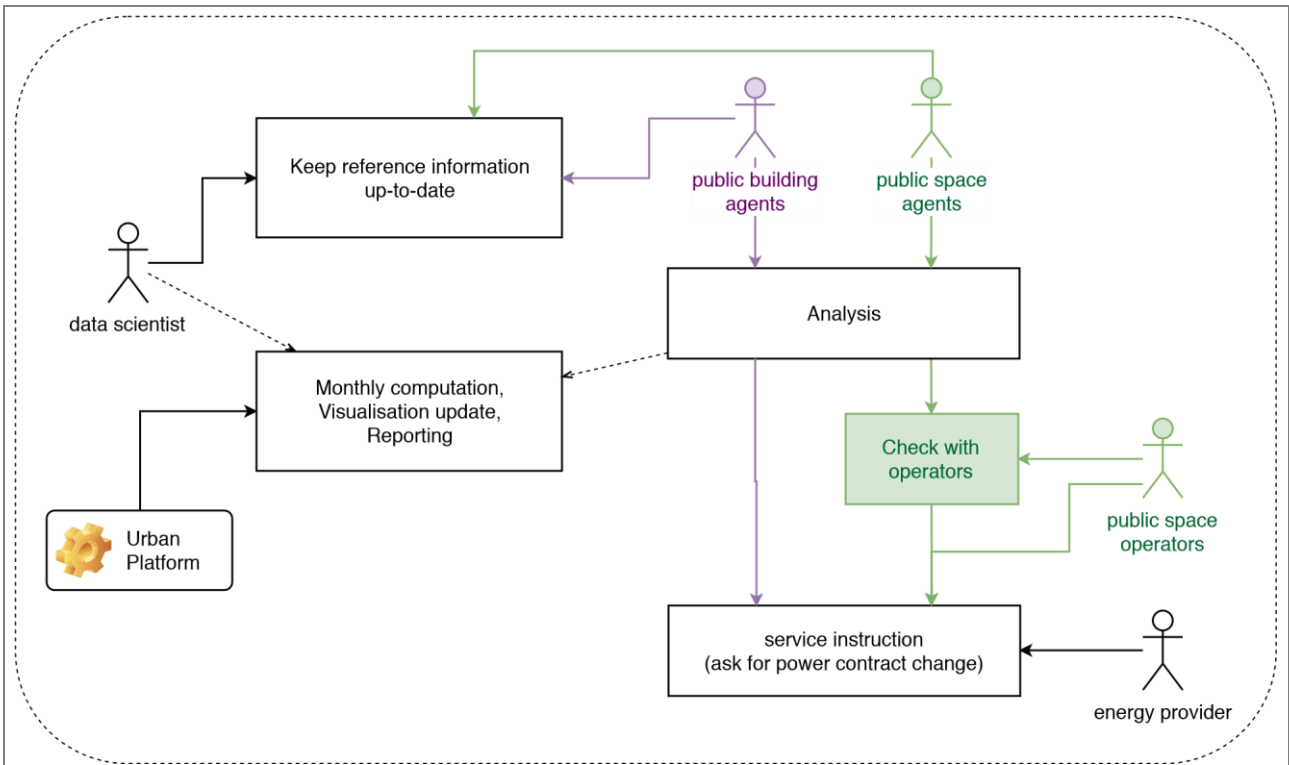 Keep reference information
up-to-date
public building
agents
public space
agents
data scientist
Analysis
Monthly computation,
Visualisation update,
Reporting
Check with
operators
public space
operators
Urban
Platform
service instruction
(ask for power contract change)
energy provider